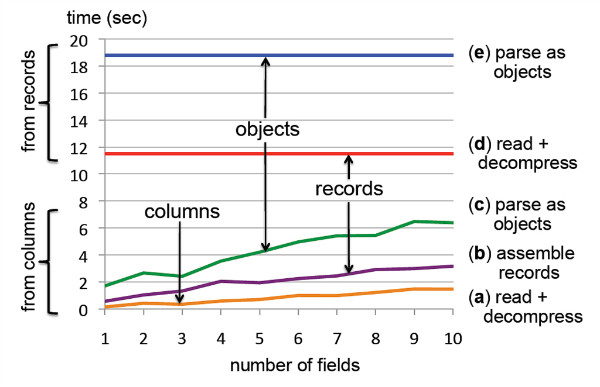 time (sec)
20
18
16
14
12
10
8
6
4
2
0
1 2 3 4 5 6 7 8 9 10
number of fields
from records
from columns
objects
records
columns
(e) parse as
objects
(d) read +
decompress
(c) parse as
objects
(b) assemble
records
(a) read +
decompress